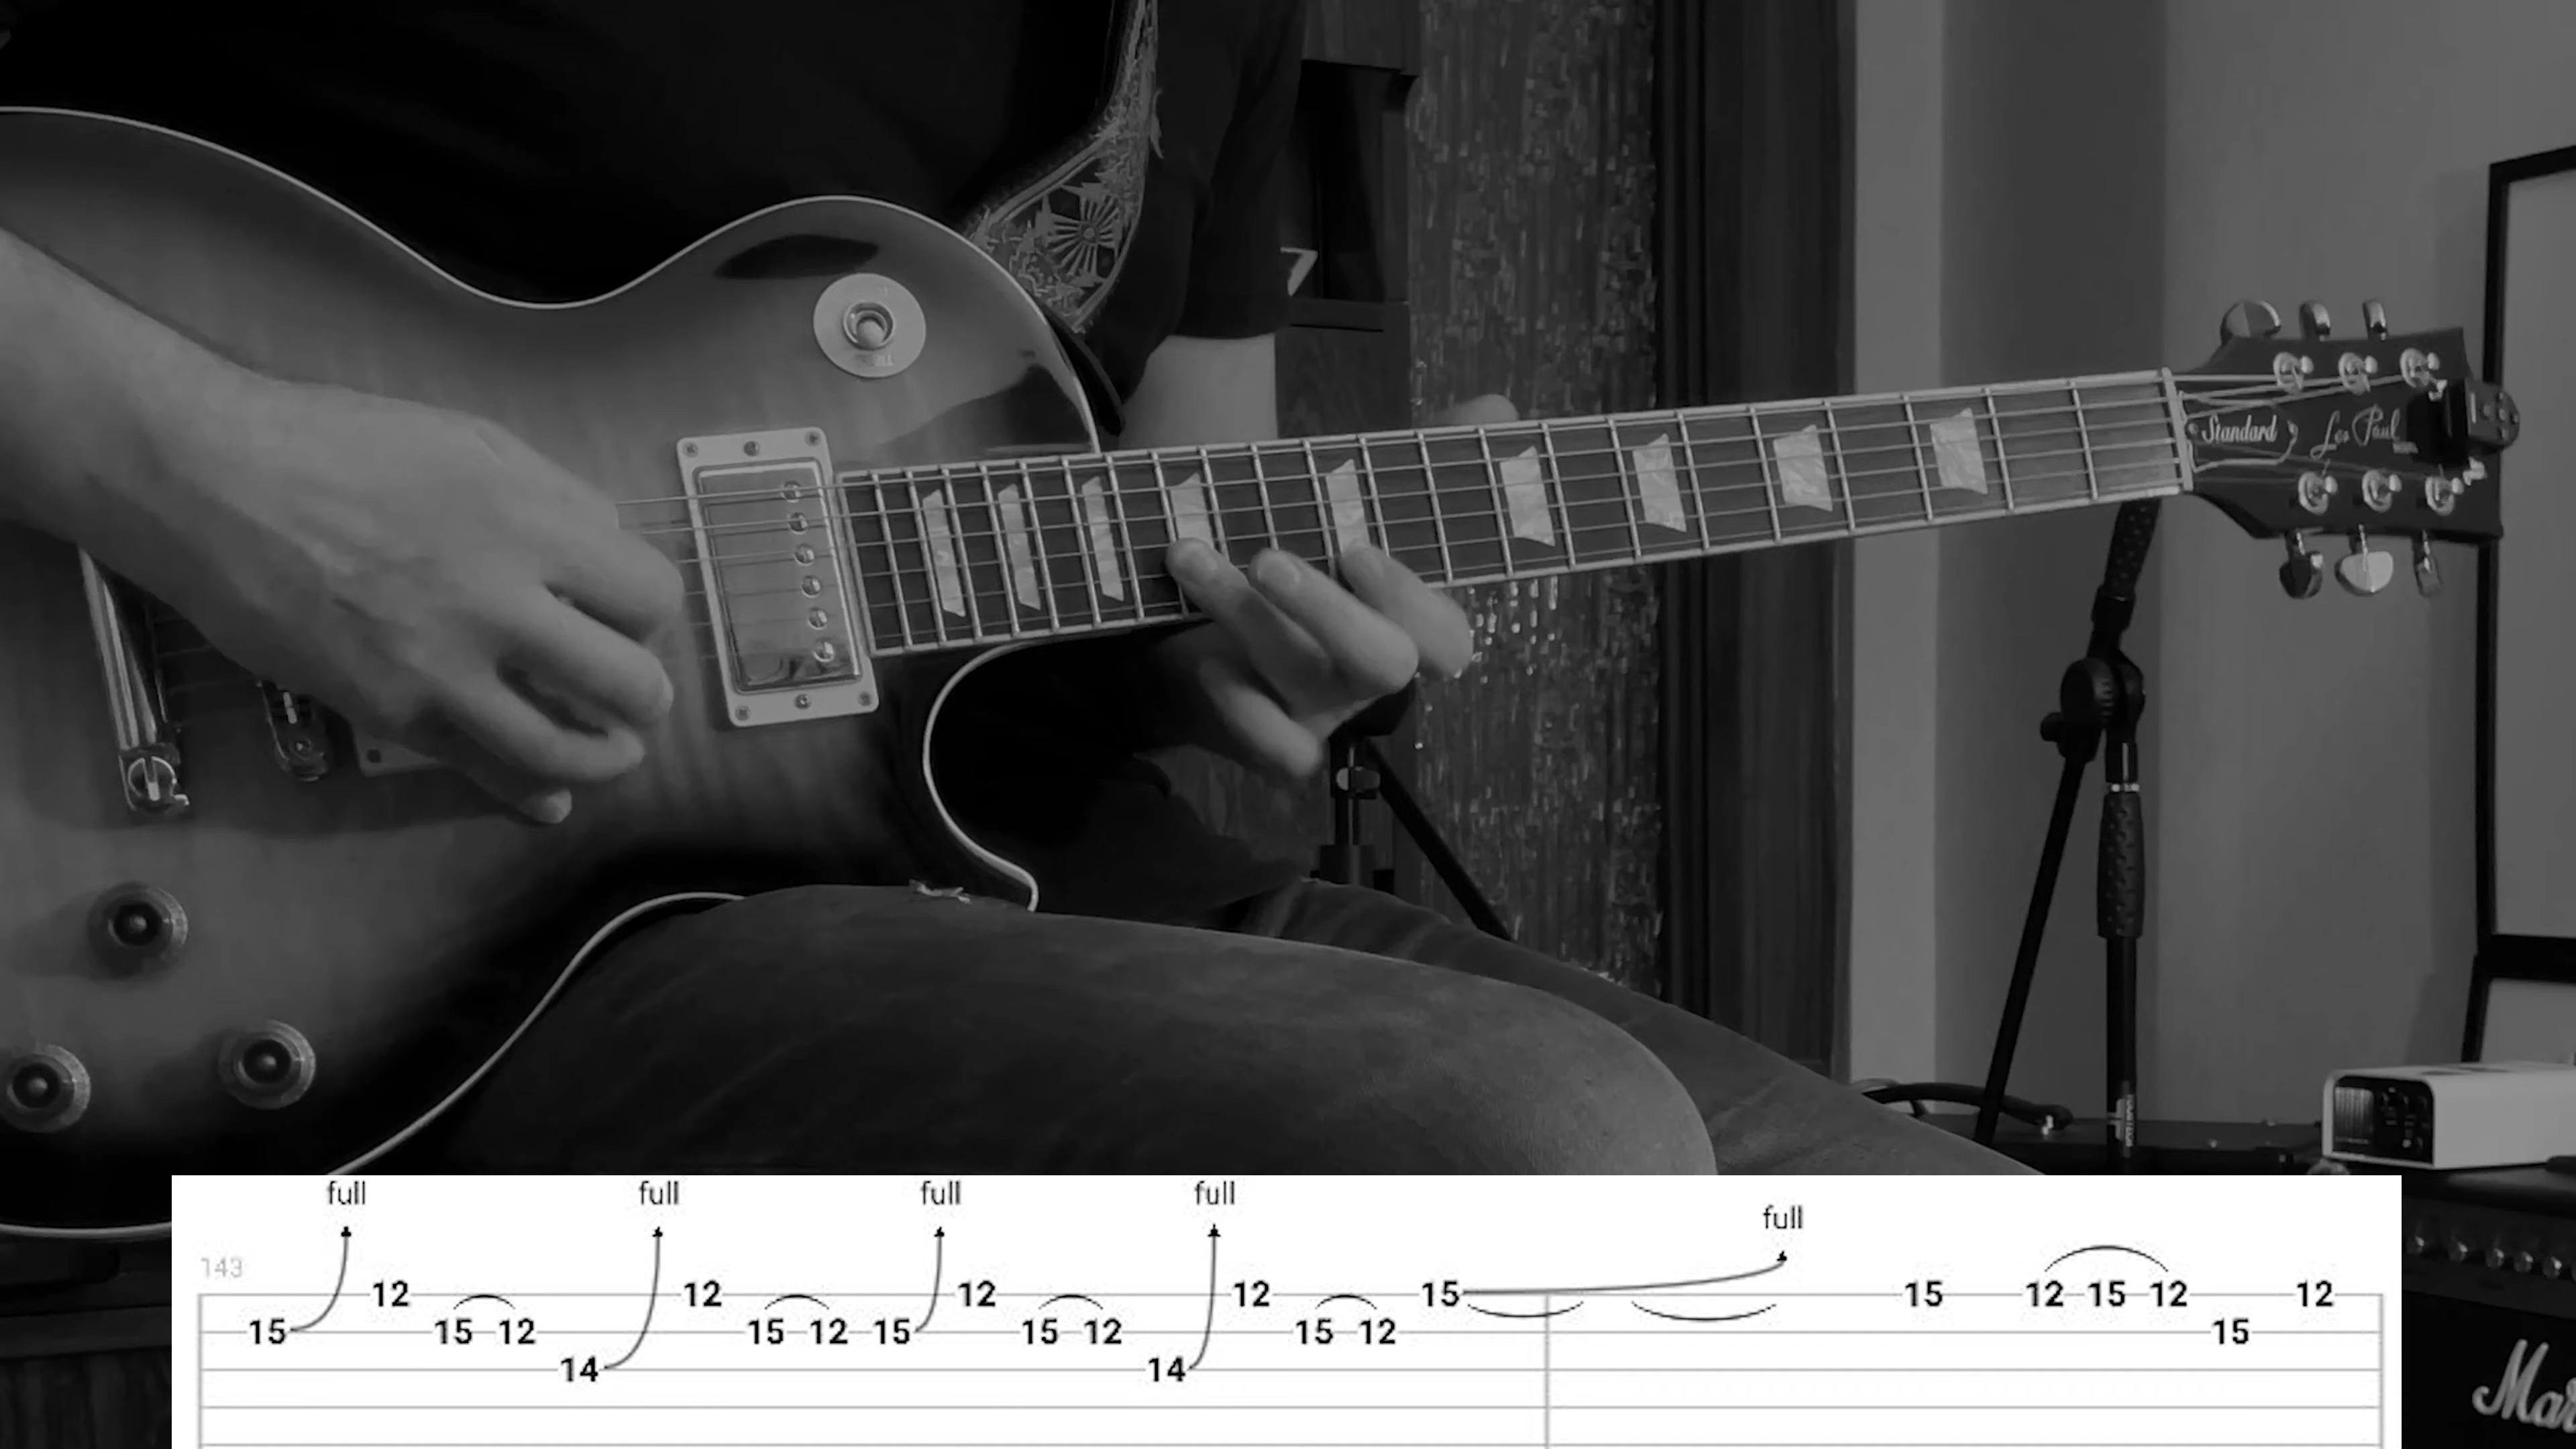 Standard
Les Paul
full full full full
full
143
12 12 12 12 15 15 12 15 12 12
15 15 12 15 12 15 15 12 15 12 15
14 14